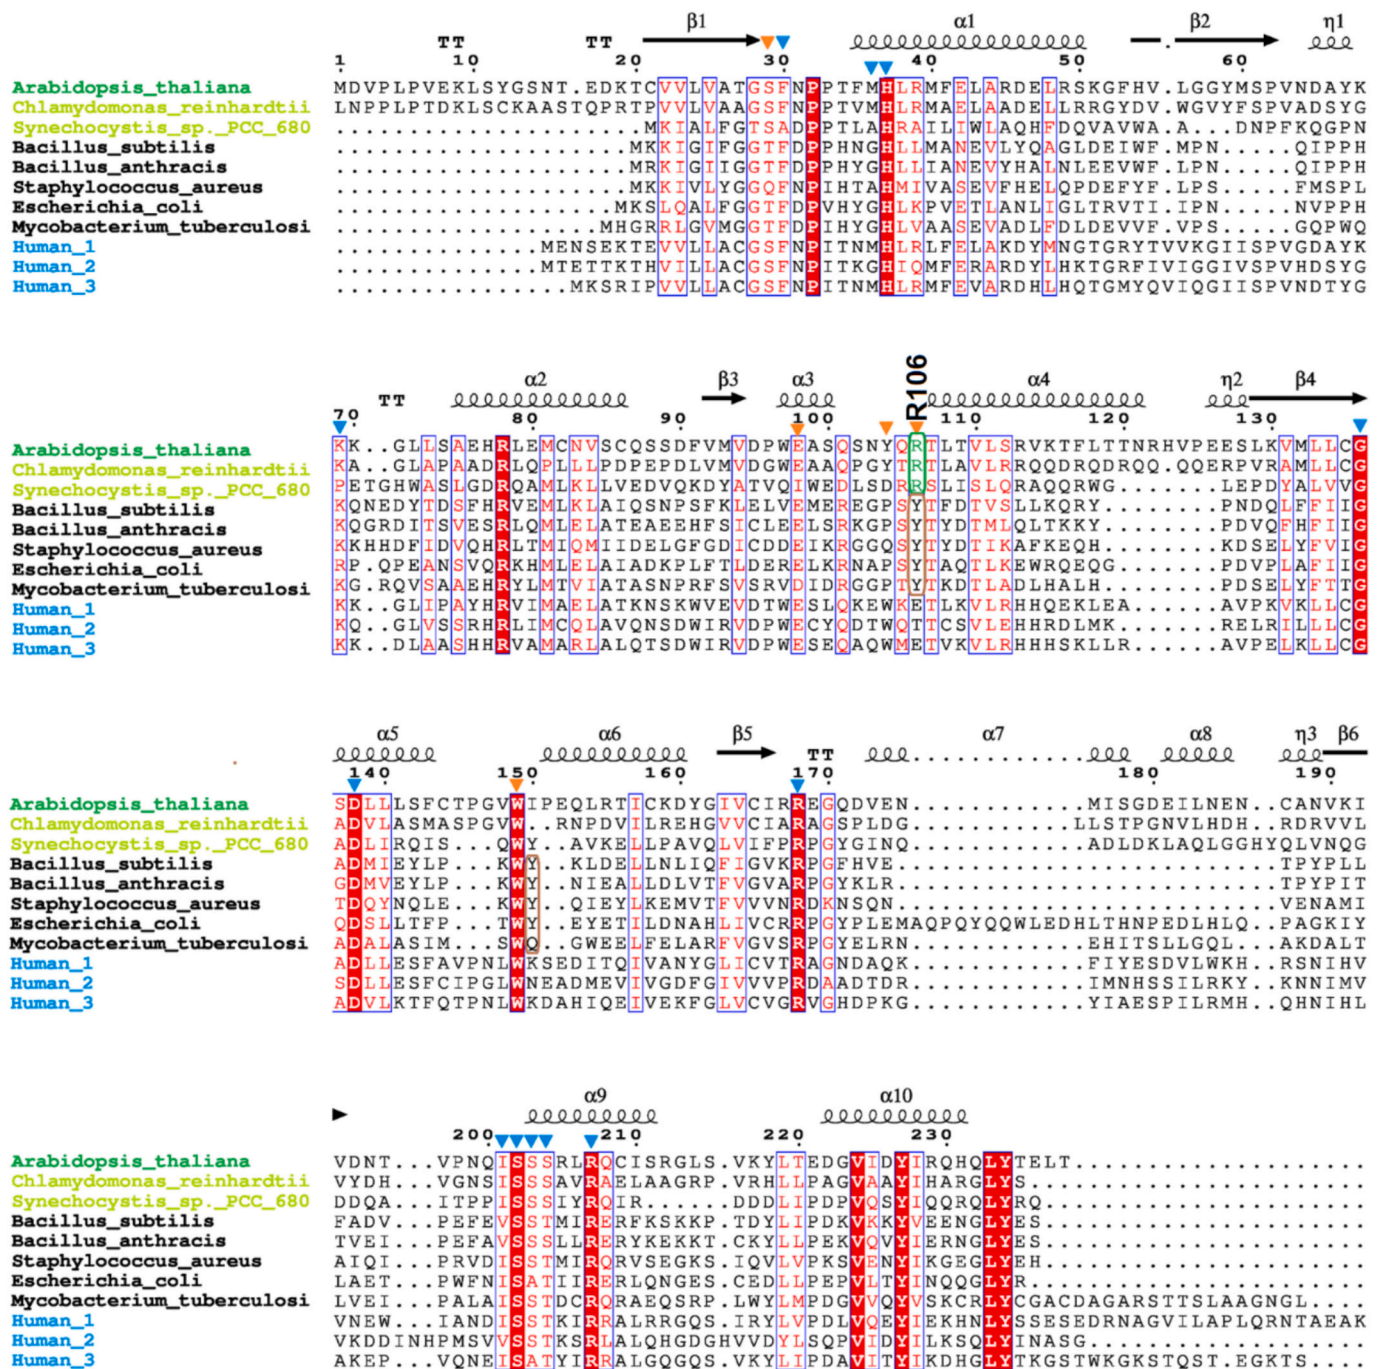 β1 α1 β2 η1
TT TT
1 10 20 30 40 50 60
Arabidopsis_thaliana MDVPLPVEKLSYGSNT.EDKTCVVLVATGSFNPPTFMHLRMFELARDELRSKGFHV.LGGYMSPVNDAYK
Chlamydomonas_reinhardtii LNPPLPTDKLSCKAASTQPRTPVVLVAAGSFNPPTVMHLRMFELAADELLRRGYDV.WGVYFSPVADSYG
Synechocystis_sp._PCC_680 .....................MKIALFGTSADPPTLAHRAILIWLAQHFDQVAVWA.A..DNPFKQGPN
Bacillus_subtilis ....................MKKIGIFGGTFDPPHNGHLLMANEVLYQAGLDEIWF.MPN.....QIPPH
Bacillus_anthracis ....................MRKIGIIGGTFDPPHYGHLLIANEVYHALNLEEVWF.LPN.....QIPPH
Staphylococcus_aureus ....................MKKIVLYGGQFNPIHTAHMIVASEVFHELQPDEFYF.LPS.....FMSPL
Escherichia_coli ...................MKSLQALFGGTFDPVHYGHLKPVETLANLIGLTRVTI.IPN.....NVPPH
Mycobacterium_tuberculosi ..................MHGRRLGVMGGTFDPIHYGHLVAASEVADLFDLDEVVF.VPS.....GQPWQ
Human_1 ..............MENSEKTEVVLLACGSFNPITNMHLRLFELAKDYMNGTGRYTVVKGIISPVGDAYK
Human_2 ..............MTETTKTHVILLACGSFNPITKGHIQMFERARDYLHKTGRFIVIGGIVSPVHDSYG
Human_3 ................MKSRIPVVLLACGSFNPITNMHLRMFEVARDHLHQTGMYQVIQGIISPVNDTYG
α2 β3 α3 R106 α4 η2 β4
TT
70 80 90 100 110 120 130
Arabidopsis_thaliana KK..GLLSAEHRLEMCNVSCQSSDFVMVDPWEASQSNYQRTLTVLSRVKTFLTTNRHVPEESLKVMLLCG
Chlamydomonas_reinhardtii KA..GLAPAADRLQPLLLPDPEPDLVMVDGWEAAQPGYTRTLAVLRRQQDRQDRQQ.QQERPVRAMLLCG
Synechocystis_sp._PCC_680 PETGHWASLGDRQAMLKLLVEDVQKDYATVQIWEDLSDRRSLISLQRAQQRWG.......LEPDYALVVG
Bacillus_subtilis KQNEDYTDSFHRVEMLKLAIQSNPSFKLELVEMEREGPSYTFDTVSLLKQRY........PNDQLFFIIG
Bacillus_anthracis KQGRDITSVESRLQMLELATEAEEHFSICLEELSRKGPSYTYDTMLQLTKKY........PDVQFHFIIG
Staphylococcus_aureus KKHHDFIDVQHRLTMIQMIIDELGFGDICDDEIKRGGQSYTYDTIKAFKEQH........KDSELYFVIG
Escherichia_coli RP.QPEANSVQRKHMLELAIADKPLFTLDERELKRNAPSYTAQTLKEWRQEQG.......PDVPLAFIIG
Mycobacterium_tuberculosi KG.RQVSAAEHRYLMTVIATASNPRFSVSRVDIDRGGPTYTKDTLADLHALH........PDSELYFTTG
Human_1 KK..GLIPAYHRVIMAELATKNSKWVEVDTWESLQKEWKETLKVLRHHQEKLEA......AVPKVKLLCG
Human_2 KQ..GLVSSRHRLIMCQLAVQNSDWIRVDPWECYQDTWQTTCSVLEHHRDLMK.......RELRILLLCG
Human_3 KK..DLAASHHRVAMARLALQTSDWIRVDPWESEQAQWMETVKVLRHHHSKLLR......AVPELKLLCG
α5 α6 β5 α7 α8 η3 β6
TT
140 150 160 170 180 190
Arabidopsis_thaliana SDLLLSFCTPGVWIPEQLRTICKDYGIVCIRREGQDVEN............MISGDEILNEN..CANVKI
Chlamydomonas_reinhardtii ADVLASMASPGVW..RNPDVILREHGVVCIARAGSPLDG...........LLSTPGNVLHDH..RDRVVL
Synechocystis_sp._PCC_680 ADLIRQIS...QWY..AVKELLPAVQLVIFPRPGYGINQ............ADLDKLAQLGGHYQLVNQG
Bacillus_subtilis ADMIEYLP...KWY..KLDELLNLIQFIGVKRPGFHVE....................TPYPLL
Bacillus_anthracis GDMVEYLP...KWY..NIEALLDLVTFVGVARPGYKLR....................TPYPIT
Staphylococcus_aureus TDQYNQLE...KWY..QIEYLKEMVTFVVVNRDKNSQN....................VENAMI
Escherichia_coli QDSLLTFP...TWY..EYETILDNAHLIVCRRPGYPLEMAQPQYQQWLEDHLTHNPEDLHLQ..PAGKIY
Mycobacterium_tuberculosi ADALASIM...SWQ..GWEELFELARFVGVSRPGYELRN............EHITSLLGQL...AKDALT
Human_1 ADLLESFAVPNLWKSEDITQIVANYGLICVTRAGNDAQK............FIYESDVLWKH..RSNIHV
Human_2 SDLLESFCIPGLWNEADMEVIVGDFGIVVVPRDAADTDR............IMNHSSILRKY..KNNIMV
Human_3 ADVLKTFQTPNLWKDAHIQEIVEKFGLVCVGRVGHDPKG............YIAESPILRMH..QHNIHL
α9 α10
200 210 220 230
Arabidopsis_thaliana VDNT...VPNQISSSRLRQCISRGLS.VKYLTEDGVIDYIRQHQLYTELT....................
Chlamydomonas_reinhardtii VYDH...VGNSISSSAVRAELAAGRP.VRHLLPAGVAAYIHARGLYS.......................
Synechocystis_sp._PCC_680 DDQA...ITPPISSSIYRQIR......DDDLIPDPVQSYIQRQGLYRQ......................
Bacillus_subtilis FADV...PEFEVSSTMIRERFKSKKP.TDYLIPDKVKKYVEENGLYES......................
Bacillus_anthracis TVEI...PEFAVSSSLLRERYKEKKT.CKYLLPEKVQVYIERNGLYES......................
Staphylococcus_aureus AIQI...PRVDISSTMIRQRVSEGKS.IQVLVPKSVENYIKGEGLYEH......................
Escherichia_coli LAET...PWFNISATIIRERLQNGES.CEDLLPEPVLTYINQQGLYR.......................
Mycobacterium_tuberculosi LVEI...PALAISSTDCRQRAEQSRP.LWYLMPDGVVQYVSKCRLYCGACDAGARSTTSLAAGNGL....
Human_1 VNEW...IANDISSTKIRRALRRGQS.IRYLVPDLVQEYIEKHNLYSSESEDRNAGVILAPLQRNTAEAK
Human_2 VKDDINHPMSVVSSTKSRLALQHGDGHVVDYLSQPVIDYILKSQLYINASG...................
Human_3 AKEP...VQNEISATYIRRALGQGQS.VKYLIPDAVITYIKDHGLYTKGSTWKGKSTQST.EGKTS....